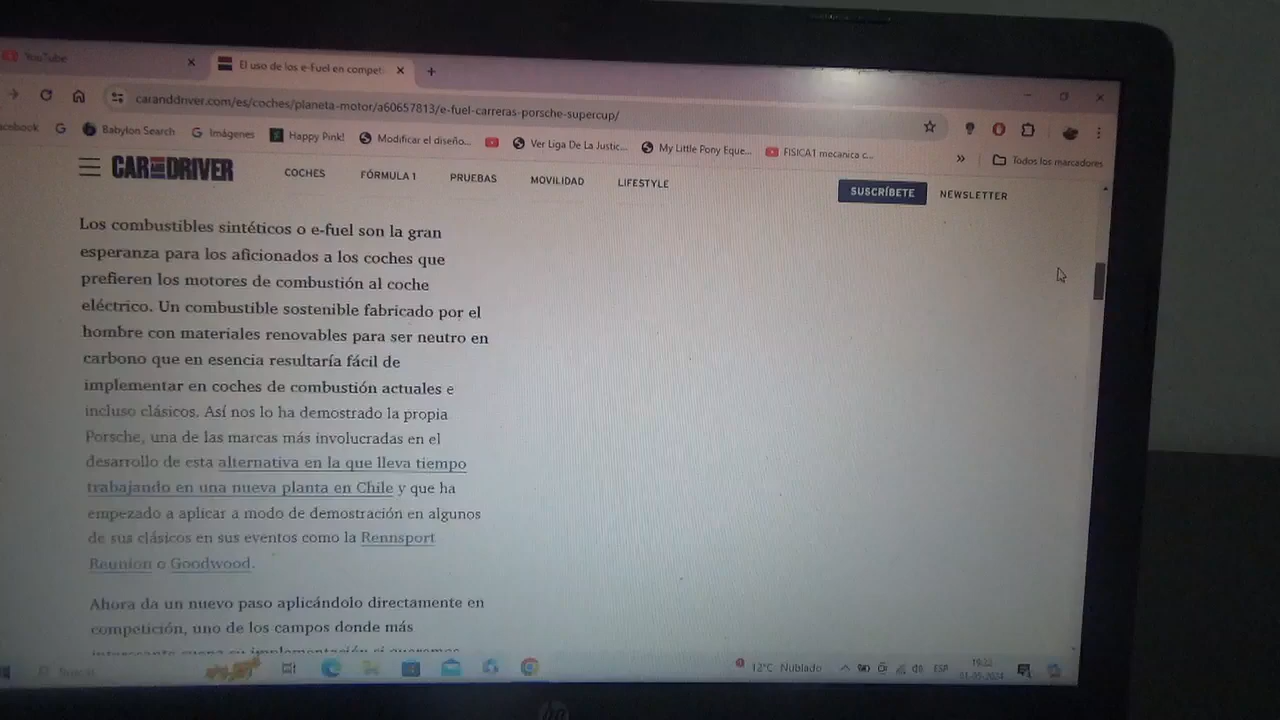 YouTube
El uso de los e-Fuel en compet
caranddriver.com/es/coches/planeta-motor/a60657813/e-fuel-carreras-porsche-supercup/
Babylon Search
Imágenes
Happy Pink!
Modificar el diseño...
Ver Liga De La Justic...
My Little Pony Eque...
FISICA1 mecanica c...
»
Todos los marcadores
CAR AND DRIVER
COCHES
FÓRMULA 1
PRUEBAS
MOVILIDAD
LIFESTYLE
SUSCRÍBETE
NEWSLETTER
Los combustibles sintéticos o e-fuel son la gran
esperanza para los aficionados a los coches que
prefieren los motores de combustión al coche
eléctrico. Un combustible sostenible fabricado por el
hombre con materiales renovables para ser neutro en
carbono que en esencia resultaría fácil de
implementar en coches de combustión actuales e
incluso clásicos. Así nos lo ha demostrado la propia
Porsche, una de las marcas más involucradas en el
desarrollo de esta alternativa en la que lleva tiempo
trabajando en una nueva planta en Chile y que ha
empezado a aplicar a modo de demostración en algunos
de sus clásicos en sus eventos como la Rennsport
Reunion o Goodwood.
Ahora da un nuevo paso aplicándolo directamente en
competición, uno de los campos donde más
Buscar
12°C Nublado
ESP
hp